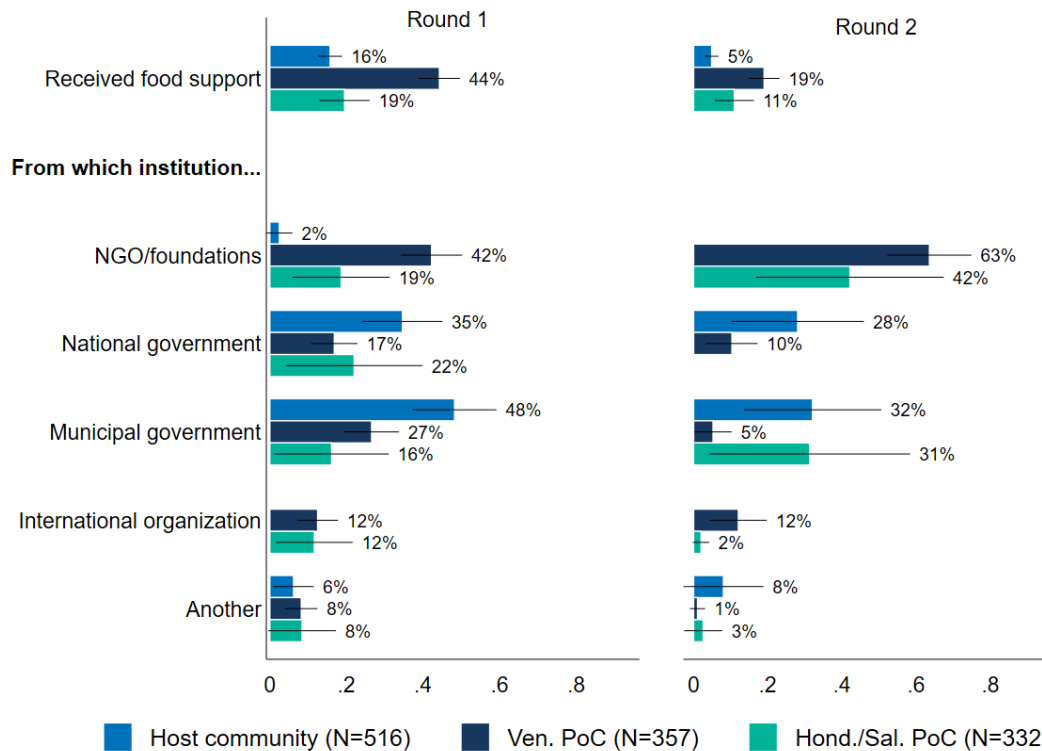 Round 1
Round 2
Received food support
16%
44%
19%
5%
19%
11%
From which institution...
NGO/foundations
2%
42%
19%
63%
42%
National government
35%
17%
22%
28%
10%
Municipal government
48%
27%
16%
32%
5%
31%
International organization
12%
12%
12%
2%
Another
6%
8%
8%
8%
1%
3%
0 .2 .4 .6 .8
0 .2 .4 .6 .8
Host community (N=516) Ven. PoC (N=357) Hond./Sal. PoC (N=332